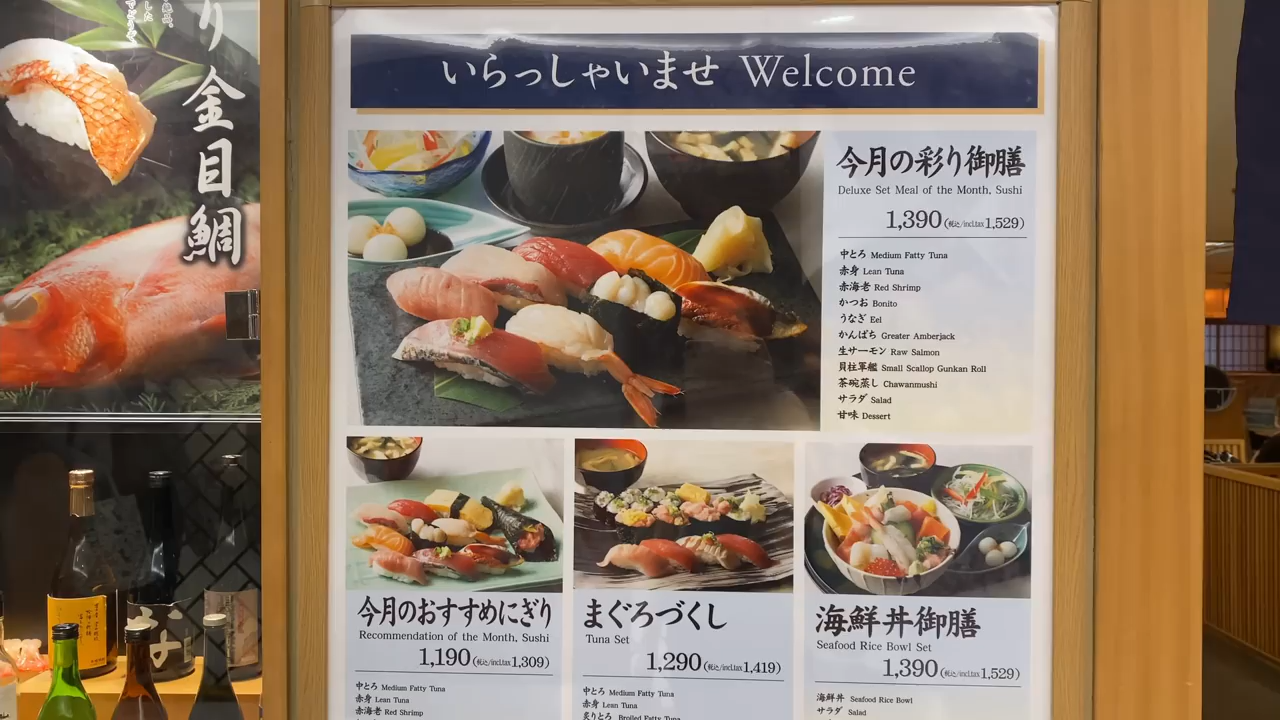 り金目鯛
いらっしゃいませ Welcome
今月の彩り御膳
Deluxe Set Meal of the Month, Sushi
1,390(税込/incl.tax 1,529)
中とろ Medium Fatty Tuna
赤身 Lean Tuna
赤海老 Red Shrimp
かつお Bonito
うなぎ Eel
かんぱち Greater Amberjack
生サーモン Raw Salmon
貝柱軍艦 Small Scallop Gunkan Roll
茶碗蒸し Chawanmushi
サラダ Salad
甘味 Dessert
今月のおすすめにぎり
Recommendation of the Month, Sushi
1,190(税込/incl.tax 1,309)
中とろ Medium Fatty Tuna
赤身 Lean Tuna
赤海老 Red Shrimp
まぐろづくし
Tuna Set
1,290(税込/incl.tax 1,419)
中とろ Medium Fatty Tuna
赤身 Lean Tuna
炙りとろ Broiled Fatty Tuna
海鮮丼御膳
Seafood Rice Bowl Set
1,390(税込/incl.tax 1,529)
海鮮丼 Seafood Rice Bowl
サラダ Salad